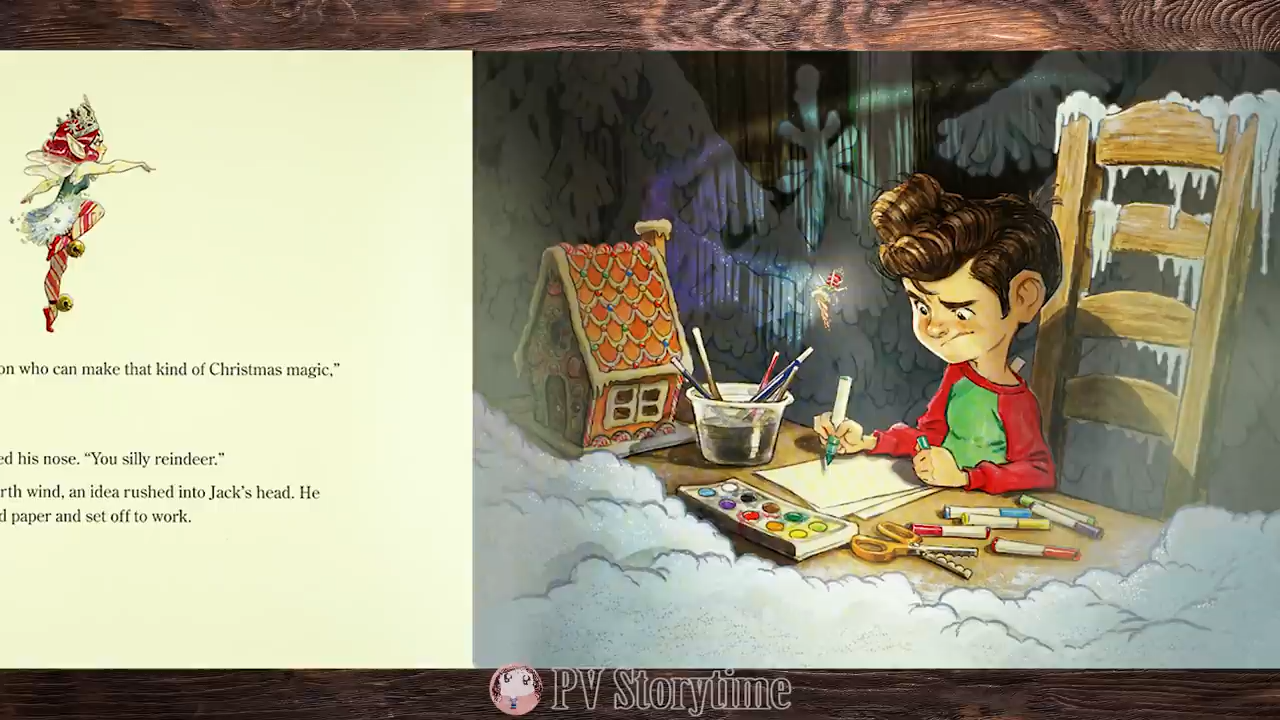 on who can make that kind of Christmas magic,”
ed his nose. “You silly reindeer.”
rth wind, an idea rushed into Jack’s head. He
d paper and set off to work.
PV Storytime